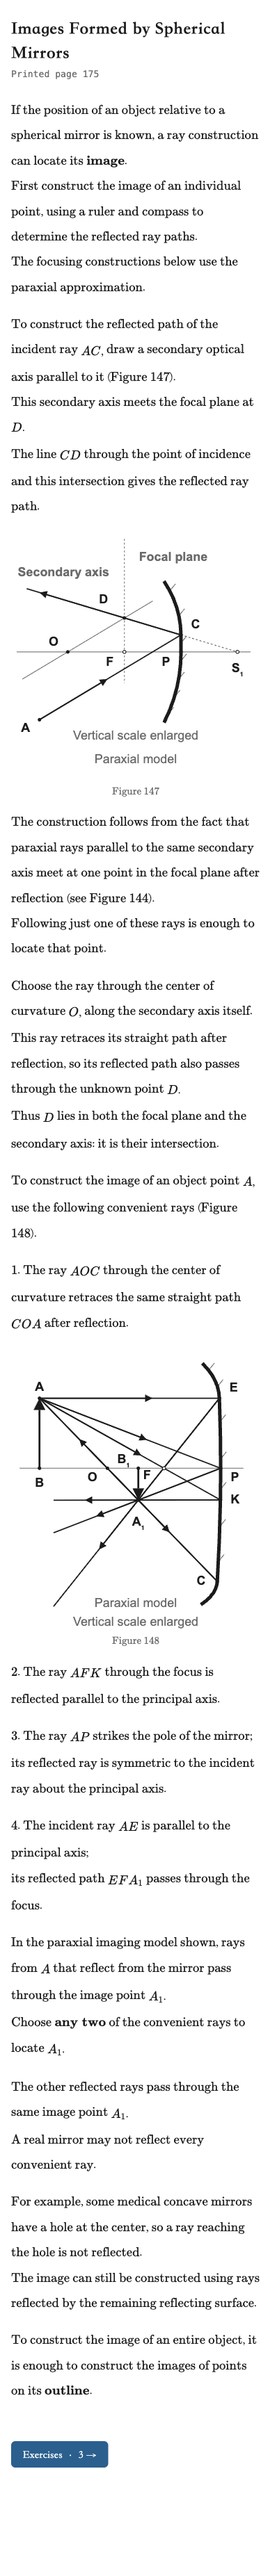 Images Formed by Spherical
Mirrors
Printed page 175
If the position of an object relative to a
spherical mirror is known, a ray construction
can locate its image.
First construct the image of an individual
point, using a ruler and compass to
determine the reflected ray paths.
The focusing constructions below use the
paraxial approximation.
To construct the reflected path of the
incident ray AC, draw a secondary optical
axis parallel to it (Figure 147).
This secondary axis meets the focal plane at
D.
The line CD through the point of incidence
and this intersection gives the reflected ray
path.
Focal plane
Secondary axis
D
C
O
F
P
S₁
A
Vertical scale enlarged
Paraxial model
Figure 147
The construction follows from the fact that
paraxial rays parallel to the same secondary
axis meet at one point in the focal plane after
reflection (see Figure 144).
Following just one of these rays is enough to
locate that point.
Choose the ray through the center of
curvature O, along the secondary axis itself.
This ray retraces its straight path after
reflection, so its reflected path also passes
through the unknown point D.
Thus D lies in both the focal plane and the
secondary axis: it is their intersection.
To construct the image of an object point A,
use the following convenient rays (Figure
148).
1. The ray AOC through the center of
curvature retraces the same straight path
COA after reflection.
A
E
B₁
B
O
F
P
K
A₁
C
Paraxial model
Vertical scale enlarged
Figure 148
2. The ray AFK through the focus is
reflected parallel to the principal axis.
3. The ray AP strikes the pole of the mirror;
its reflected ray is symmetric to the incident
ray about the principal axis.
4. The incident ray AE is parallel to the
principal axis;
its reflected path EFA₁ passes through the
focus.
In the paraxial imaging model shown, rays
from A that reflect from the mirror pass
through the image point A₁.
Choose any two of the convenient rays to
locate A₁.
The other reflected rays pass through the
same image point A₁.
A real mirror may not reflect every
convenient ray.
For example, some medical concave mirrors
have a hole at the center, so a ray reaching
the hole is not reflected.
The image can still be constructed using rays
reflected by the remaining reflecting surface.
To construct the image of an entire object, it
is enough to construct the images of points
on its outline.
Exercises · 3 →